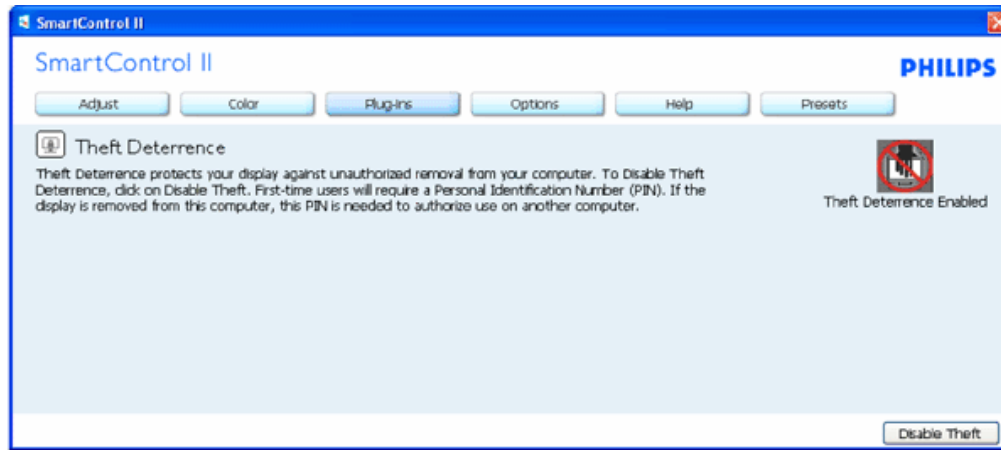 SmartControl II
SmartControl II
PHILIPS
Adjust
Color
Plug-Ins
Options
Help
Presets
Theft Deterrence
Theft Deterrence protects your display against unauthorized removal from your computer. To Disable Theft
Deterrence, click on Disable Theft. First-time users will require a Personal Identification Number (PIN). If the
display is removed from this computer, this PIN is needed to authorize use on another computer.
Theft Deterrence Enabled
Disable Theft